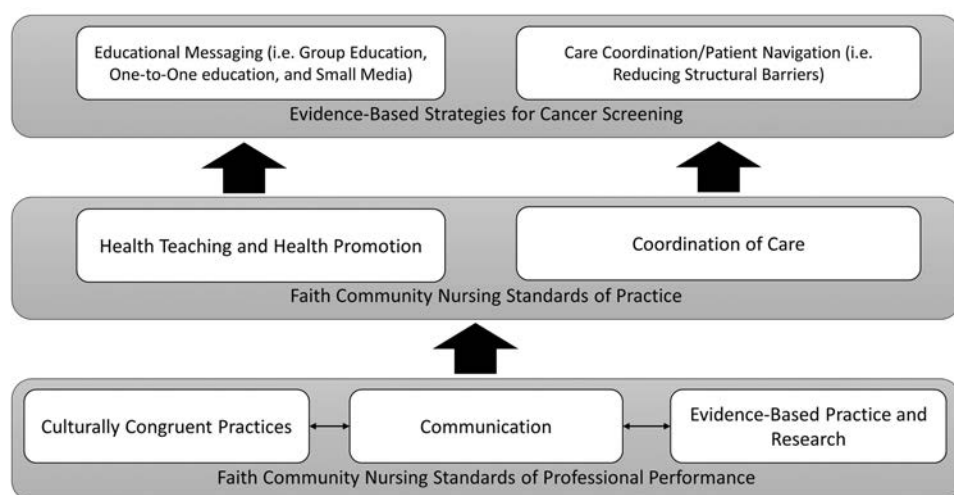 Educational Messaging (i.e. Group Education,
One-to-One education, and Small Media)
Care Coordination/Patient Navigation (i.e.
Reducing Structural Barriers)
Evidence-Based Strategies for Cancer Screening
Health Teaching and Health Promotion
Coordination of Care
Faith Community Nursing Standards of Practice
Culturally Congruent Practices
Communication
Evidence-Based Practice and
Research
Faith Community Nursing Standards of Professional Performance